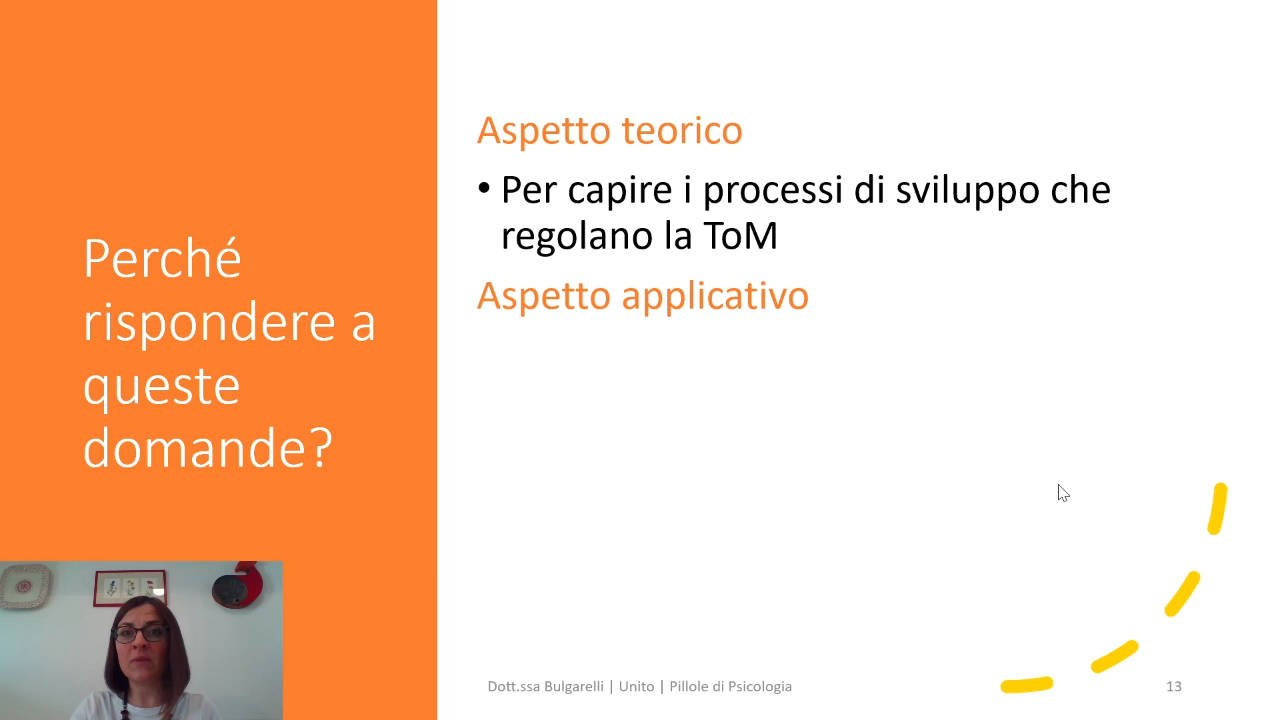 Perché
rispondere a
queste
domande?
Aspetto teorico
• Per capire i processi di sviluppo che
regolano la ToM
Aspetto applicativo
Dott.ssa Bulgarelli | Unito | Pillole di Psicologia
13